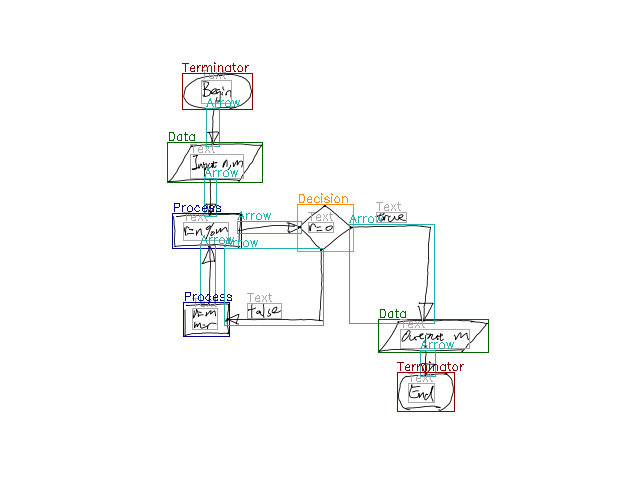 Terminator
Text
Begin
Arrow
Data
Text
Input n,m
Arrow
Process
Text
r=n%m
Arrow
Decision
Text
r=0
Arrow
Text
true
Arrow
Arrow
Process
Text
n=m
m=r
Text
false
Data
Text
Output m
Arrow
Terminator
Text
End